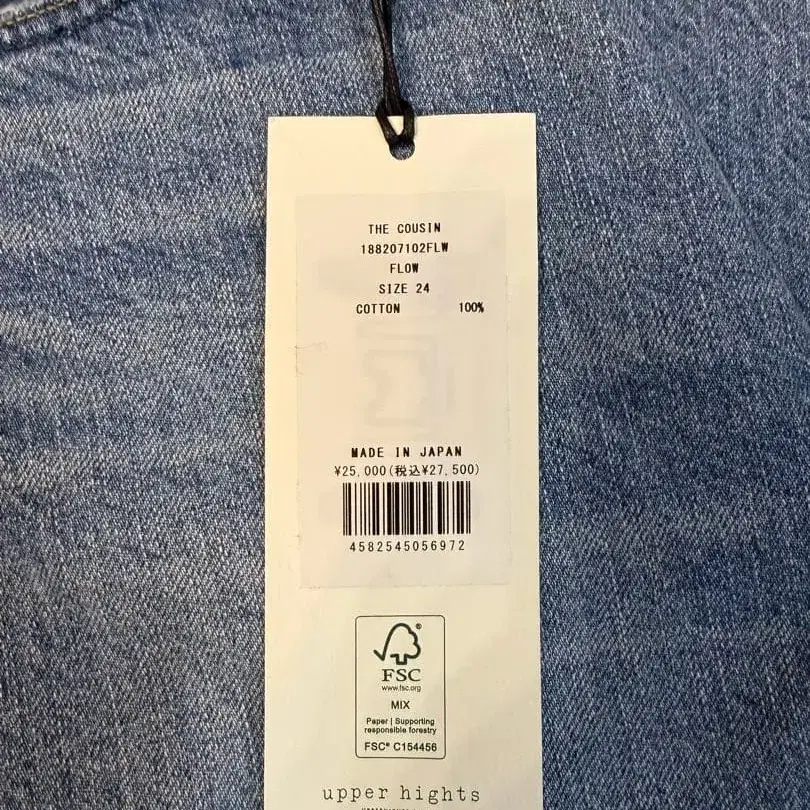 THE COUSIN
188207102FLW
FLOW
SIZE 24
COTTON 100%
MADE IN JAPAN
¥25,000(税込¥27,500)
4582545056972
FSC®
www.fsc.org
MIX
Paper | Supporting
responsible forestry
FSC® C154456
upper hights